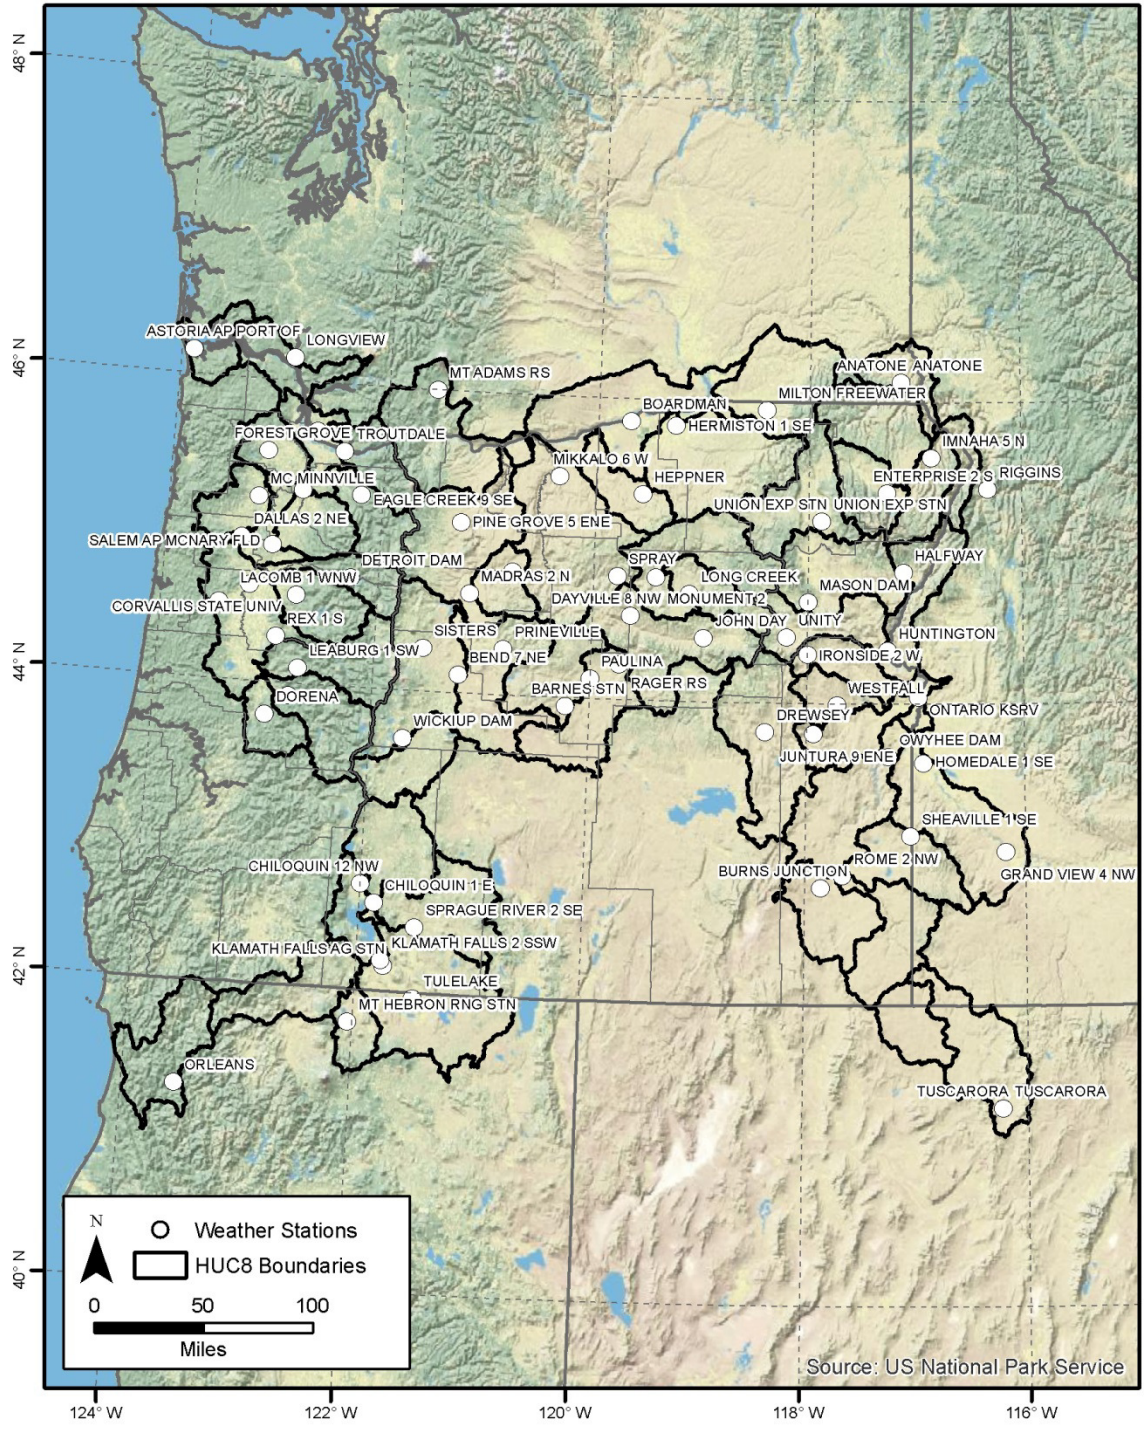 48° N
46° N
44° N
42° N
40° N
ASTORIA AP PORT OF
LONGVIEW
MT ADAMS RS
ANATONE ANATONE
MILTON FREEWATER
BOARDMAN
HERMISTON 1 SE
FOREST GROVE
TROUTDALE
IMNAHA 5 N
MIKKALO 6 W
HEPPNER
ENTERPRISE 2 S
RIGGINS
MC MINNVILLE
EAGLE CREEK 9 SE
UNION EXP STN UNION EXP STN
DALLAS 2 NE
PINE GROVE 5 ENE
SALEM AP MCNARY FLD
DETROIT DAM
SPRAY
HALFWAY
LACOMB 1 WNW
MADRAS 2 N
LONG CREEK
MASON DAM
CORVALLIS STATE UNIV
DAYVILLE 8 NW
MONUMENT 2
REX 1 S
JOHN DAY
UNITY
SISTERS
PRINEVILLE
HUNTINGTON
LEABURG 1 SW
BEND 7 NE
PAULINA
IRONSIDE 2 W
DORENA
BARNES STN
RAGER RS
WESTFALL
WICKIUP DAM
DREWSEY
ONTARIO KSRV
OWYHEE DAM
JUNTURA 9 ENE
HOMEDALE 1 SE
SHEAVILLE 1 SE
CHILOQUIN 12 NW
ROME 2 NW
BURNS JUNCTION
GRAND VIEW 4 NW
CHILOQUIN 1 E
SPRAGUE RIVER 2 SE
KLAMATH FALLS AG STN
KLAMATH FALLS 2 SSW
TULELAKE
MT HEBRON RNG STN
ORLEANS
TUSCARORA TUSCARORA
N
Weather Stations
HUC8 Boundaries
0 50 100
Miles
Source: US National Park Service
124° W 122° W 120° W 118° W 116° W